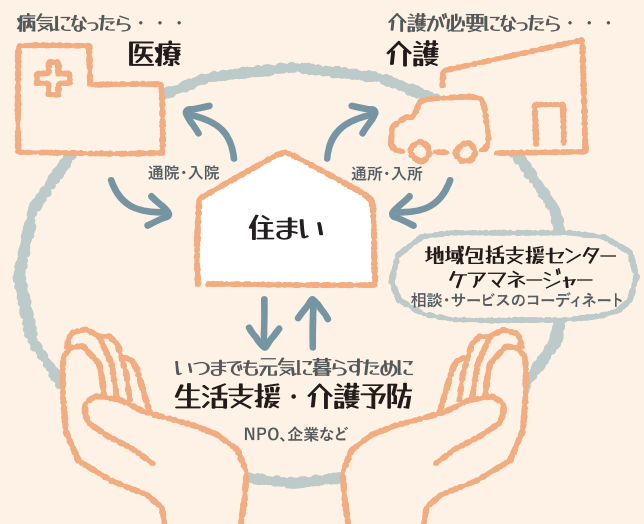 病気になったら・・・
医療
介護が必要になったら・・・
介護
通院・入院
通所・入所
住まい
地域包括支援センター
ケアマネージャー
相談・サービスのコーディネート
いつまでも元気に暮らすために
生活支援・介護予防
NPO、企業など